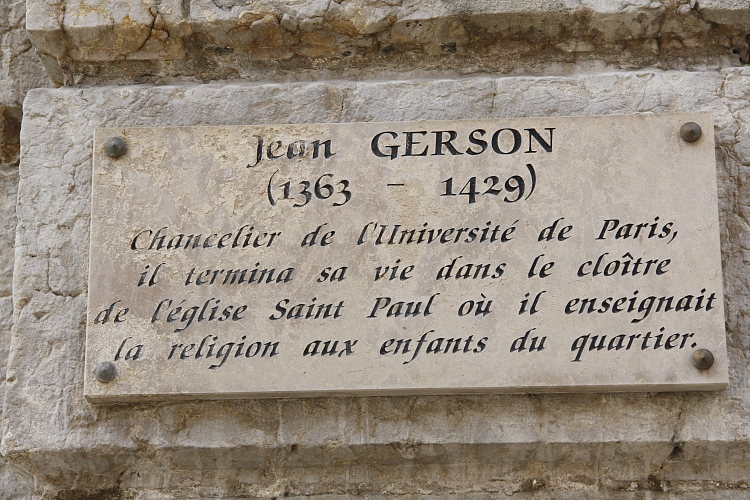 Jean GERSON
(1363 – 1429)
Chancelier de l'Université de Paris,
il termina sa vie dans le cloître
de l'église Saint Paul où il enseignait
la religion aux enfants du quartier.